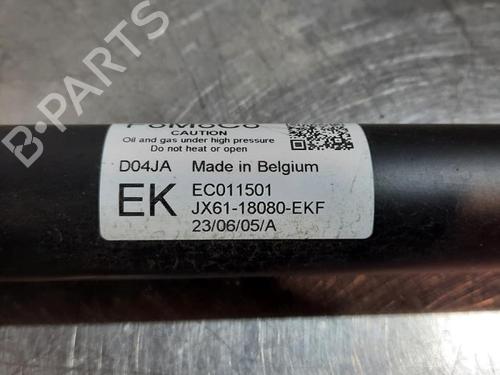 CAUTION
Oil and gas under high pressure
Do not heat or open
D04JA Made in Belgium
EK
EC011501
JX61-18080-EKF
23/06/05/A
B-PARTS